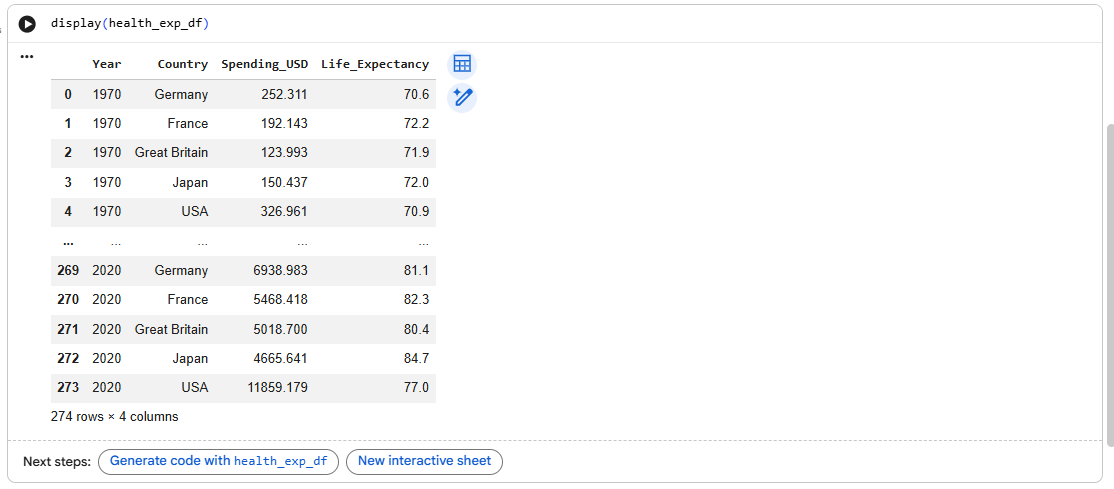 display(health_exp_df)
...
Year Country Spending_USD Life_Expectancy
0 1970 Germany 252.311 70.6
1 1970 France 192.143 72.2
2 1970 Great Britain 123.993 71.9
3 1970 Japan 150.437 72.0
4 1970 USA 326.961 70.9
... ... ... ... ...
269 2020 Germany 6938.983 81.1
270 2020 France 5468.418 82.3
271 2020 Great Britain 5018.700 80.4
272 2020 Japan 4665.641 84.7
273 2020 USA 11859.179 77.0
274 rows × 4 columns
Next steps: Generate code with health_exp_df New interactive sheet